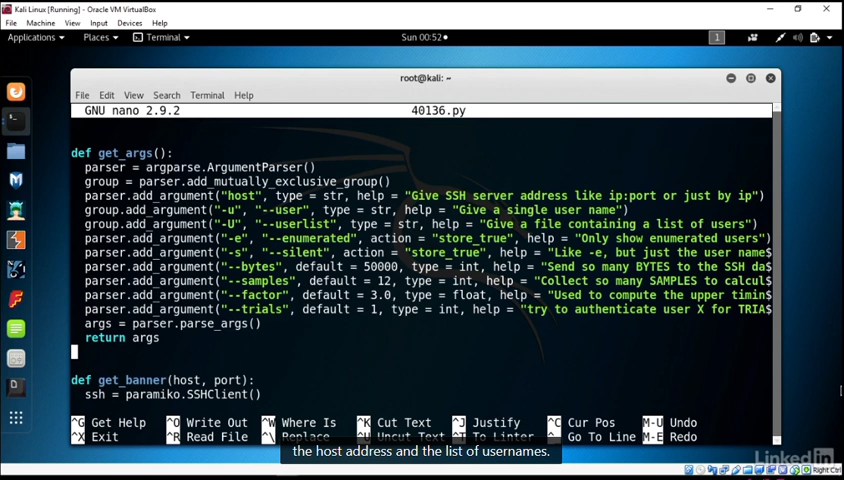 Kali Linux [Running] - Oracle VM VirtualBox
File Machine View Input Devices Help
Applications Places Terminal Sun 00:52 1
root@kali: ~
File Edit View Search Terminal Help
GNU nano 2.9.2 40136.py
def get_args():
parser = argparse.ArgumentParser()
group = parser.add_mutually_exclusive_group()
parser.add_argument("host", type = str, help = "Give SSH server address like ip:port or just by ip")
group.add_argument("-u", "--user", type = str, help = "Give a single user name")
group.add_argument("-U", "--userlist", type = str, help = "Give a file containing a list of users")
parser.add_argument("-e", "--enumerated", action = "store_true", help = "Only show enumerated users")
parser.add_argument("-s", "--silent", action = "store_true", help = "Like -e, but just the user name$
parser.add_argument("--bytes", default = 50000, type = int, help = "Send so many BYTES to the SSH da$
parser.add_argument("--samples", default = 12, type = int, help = "Collect so many SAMPLES to calcul$
parser.add_argument("--factor", default = 3.0, type = float, help = "Used to compute the upper timin$
parser.add_argument("--trials", default = 1, type = int, help = "try to authenticate user X for TRIA$
args = parser.parse_args()
return args
def get_banner(host, port):
ssh = paramiko.SSHClient()
^G Get Help ^O Write Out ^W Where Is ^K Cut Text ^J Justify ^C Cur Pos M-U Undo
^X Exit ^R Read File ^\ Replace ^U Uncut Text ^T To Linter ^_ Go To Line M-E Redo
the host address and the list of usernames.
LinkedIn
Right Ctrl